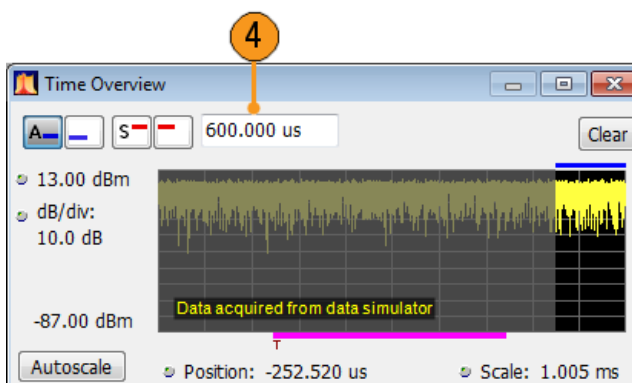 4
Time Overview
A S 600.000 us Clear
13.00 dBm
dB/div:
10.0 dB
Data acquired from data simulator
-87.00 dBm
T
Autoscale Position: -252.520 us Scale: 1.005 ms